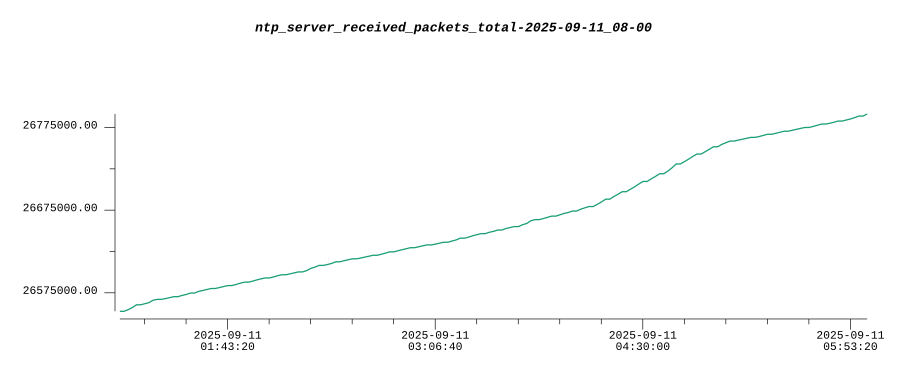 ntp_server_received_packets_total-2025-09-11_08-00
26775000.00
26675000.00
26575000.00
2025-09-11 2025-09-11 2025-09-11 2025-09-11
01:43:20 03:06:40 04:30:00 05:53:20